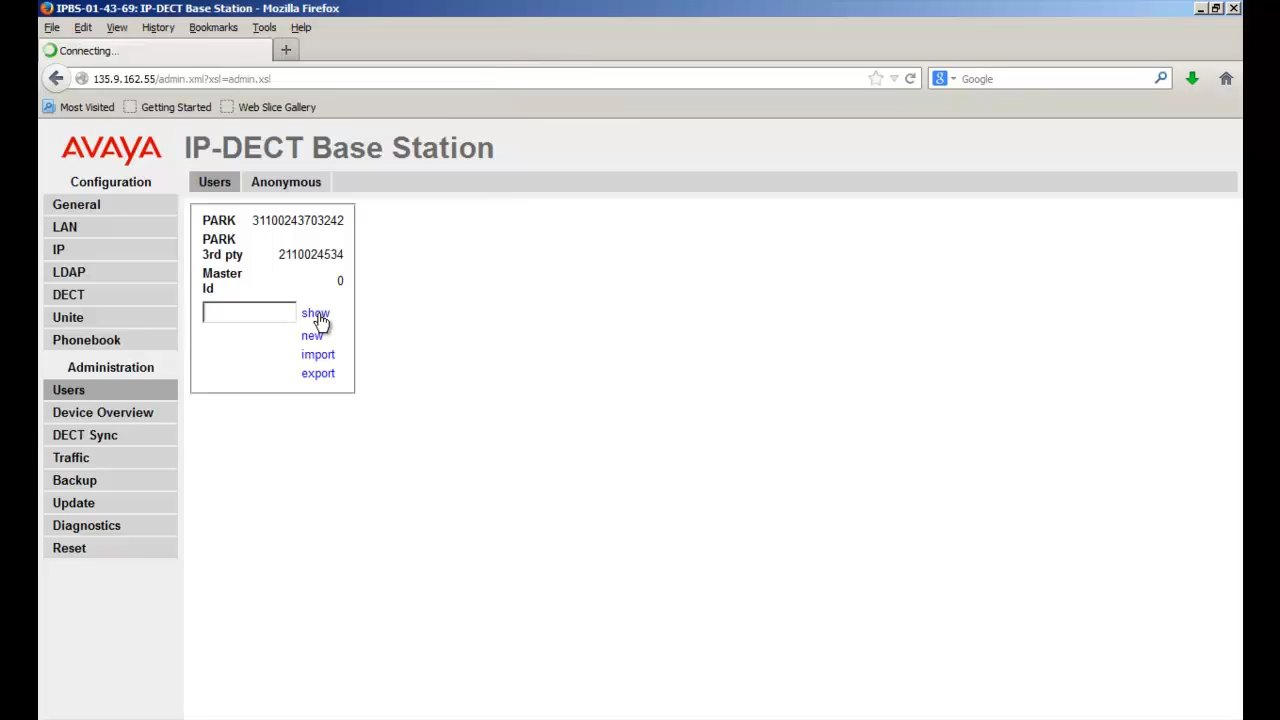 IPBS-01-43-69: IP-DECT Base Station - Mozilla Firefox
File Edit View History Bookmarks Tools Help
Connecting...
135.9.162.55/admin.xml?xsl=admin.xsl
Google
Most Visited Getting Started Web Slice Gallery
AVAYA IP-DECT Base Station
Configuration
Users Anonymous
General
LAN
IP
LDAP
DECT
Unite
Phonebook
Administration
Users
Device Overview
DECT Sync
Traffic
Backup
Update
Diagnostics
Reset
PARK 31100243703242
PARK
3rd pty 2110024534
Master
Id 0
show
new
import
export